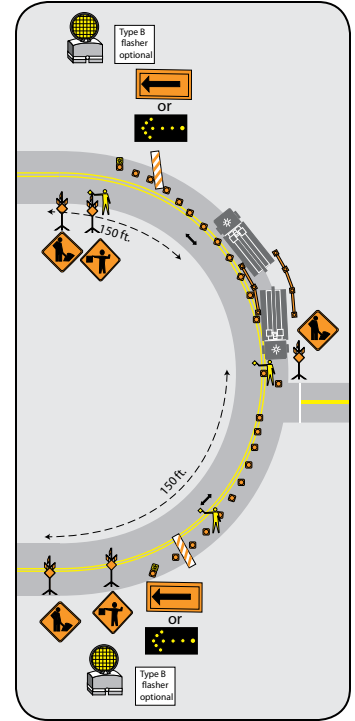 Type B
flasher
optional
or
150 ft.
150 ft.
or
Type B
flasher
optional